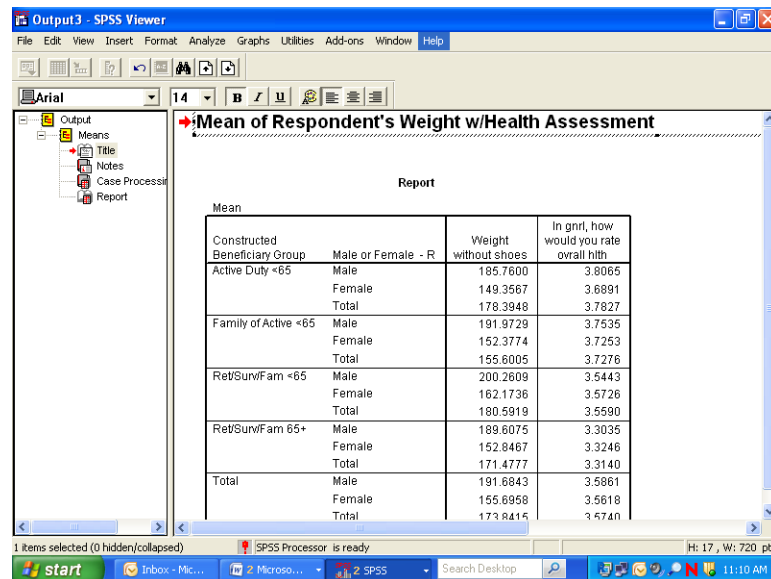 Output3 - SPSS Viewer
File Edit View Insert Format Analyze Graphs Utilities Add-ons Window Help
Arial 14 B I U
Output
Means
Title
Notes
Case Processin
Report
Mean of Respondent's Weight w/Health Assessment
Report
Mean
Constructed Beneficiary Group Male or Female - R Weight without shoes In gnrl, how would you rate ovrall hlth
Active Duty <65 Male 185.7600 3.8065
Female 149.3567 3.6891
Total 178.3948 3.7827
Family of Active <65 Male 191.9729 3.7535
Female 152.3774 3.7253
Total 155.6005 3.7276
Ret/Surv/Fam <65 Male 200.2609 3.5443
Female 162.1736 3.5726
Total 180.5919 3.5590
Ret/Surv/Fam 65+ Male 189.6075 3.3035
Female 152.8467 3.3246
Total 171.4777 3.3140
Total Male 191.6843 3.5861
Female 155.6958 3.5618
Total 173.8415 3.5740
1 items selected (0 hidden/collapsed) SPSS Processor is ready H: 17 , W: 720 pt
start Inbox - Mic... 2 Microso... 2 SPSS Search Desktop 11:10 AM